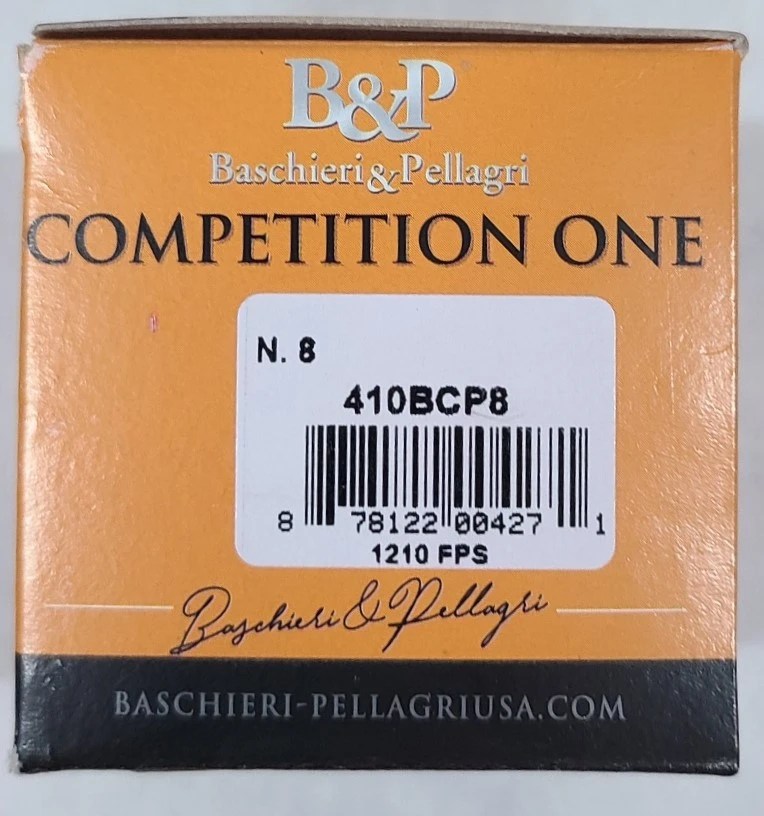 B&P®
Baschieri & Pellagri
COMPETITION ONE
N. 8
410BCP8
8 78122 00427 1
1210 FPS
Baschieri & Pellagri
BASCHIERI-PELLAGRIUSA.COM